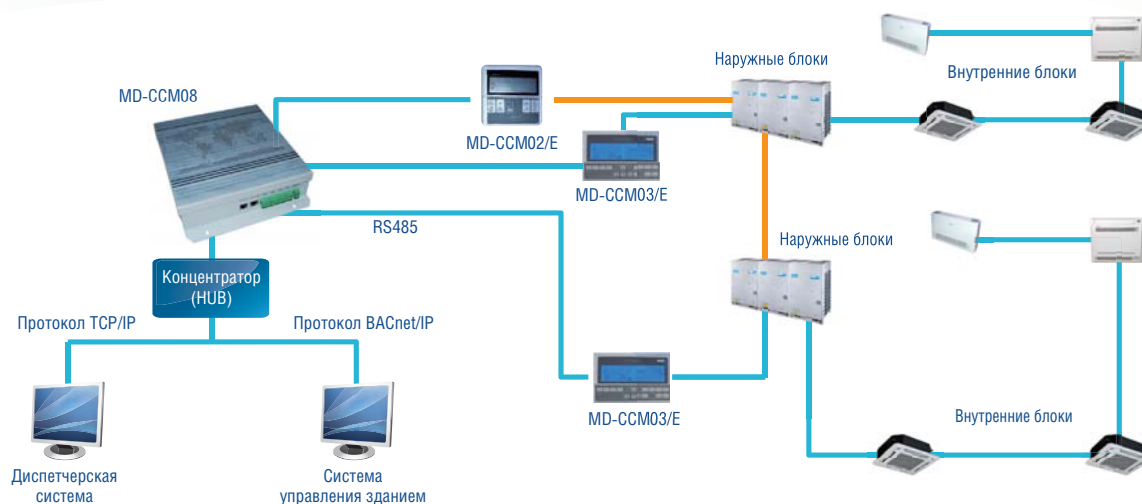 MD-CCM08
MD-CCM02/E
MD-CCM03/E
Наружные блоки
Внутренние блоки
RS485
Наружные блоки
Концентратор
(HUB)
Протокол TCP/IP
Протокол BACnet/IP
MD-CCM03/E
Внутренние блоки
Диспетчерская
система
Система
управления зданием